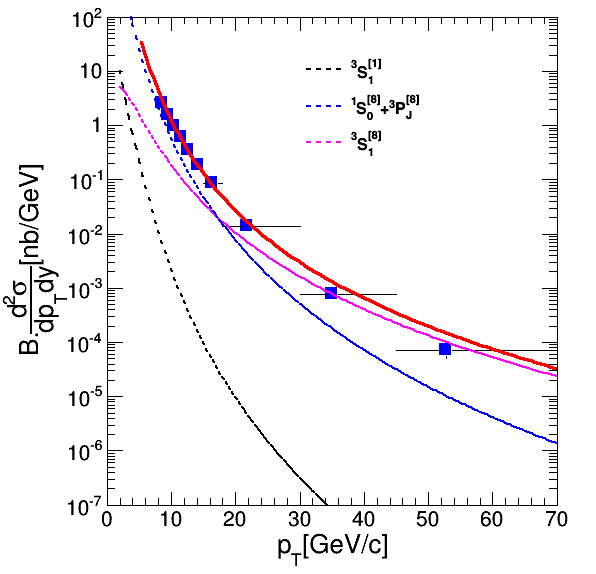 10²
10
1
10⁻¹
10⁻²
10⁻³
10⁻⁴
10⁻⁵
10⁻⁶
10⁻⁷
0 10 20 30 40 50 60 70
p_T[GeV/c]
B.d²σ/dp_Tdy[nb/GeV]
³S₁^[1]
¹S₀^[8]+³P_J^[8]
³S₁^[8]